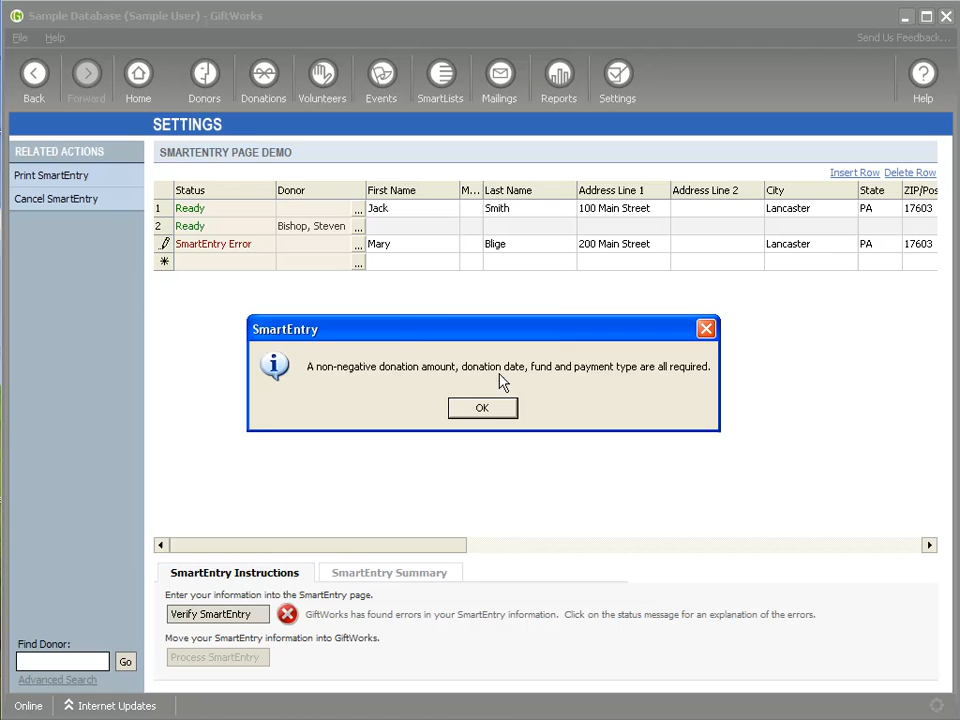 Sample Database (Sample User) - GiftWorks
File Help Send Us Feedback...
Back Forward Home Donors Donations Volunteers Events SmartLists Mailings Reports Settings Help
SETTINGS
RELATED ACTIONS
Print SmartEntry
Cancel SmartEntry
SMARTENTRY PAGE DEMO
Insert Row Delete Row
Status Donor First Name M... Last Name Address Line 1 Address Line 2 City State ZIP/Pos
1 Ready ... Jack Smith 100 Main Street Lancaster PA 17603
2 Ready Bishop, Steven ...
SmartEntry Error ... Mary Blige 200 Main Street Lancaster PA 17603
...
SmartEntry
A non-negative donation amount, donation date, fund and payment type are all required.
OK
SmartEntry Instructions SmartEntry Summary
Enter your information into the SmartEntry page.
Verify SmartEntry GiftWorks has found errors in your SmartEntry information. Click on the status message for an explanation of the errors.
Move your SmartEntry information into GiftWorks.
Process SmartEntry
Find Donor:
Go
Advanced Search
Online Internet Updates